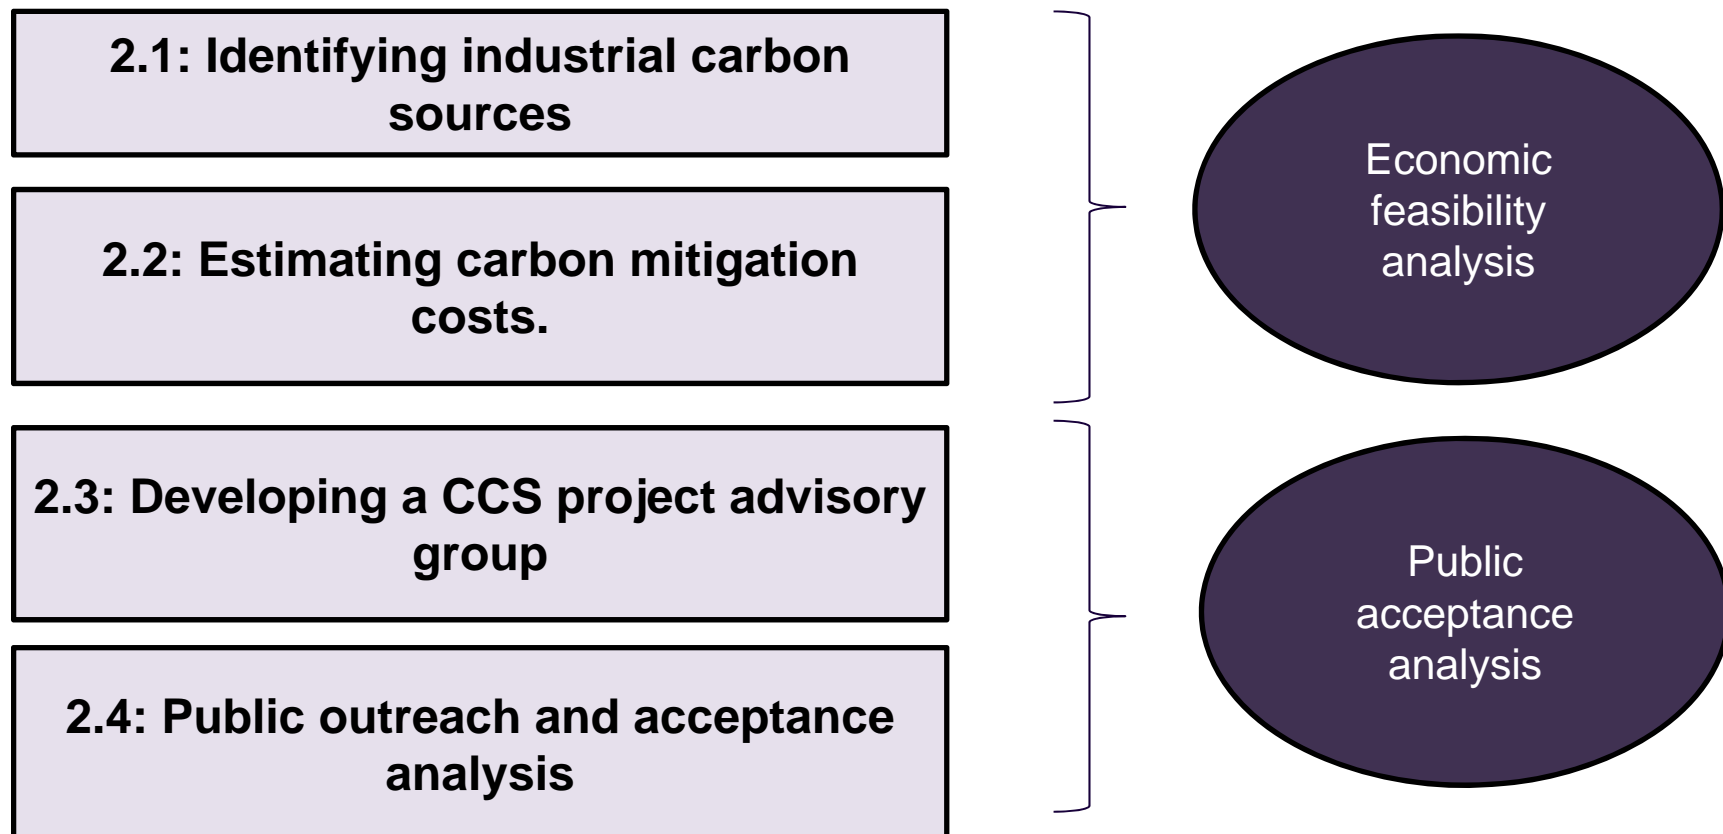 2.1: Identifying industrial carbon
sources
2.2: Estimating carbon mitigation
costs.
Economic
feasibility
analysis
2.3: Developing a CCS project advisory
group
2.4: Public outreach and acceptance
analysis
Public
acceptance
analysis